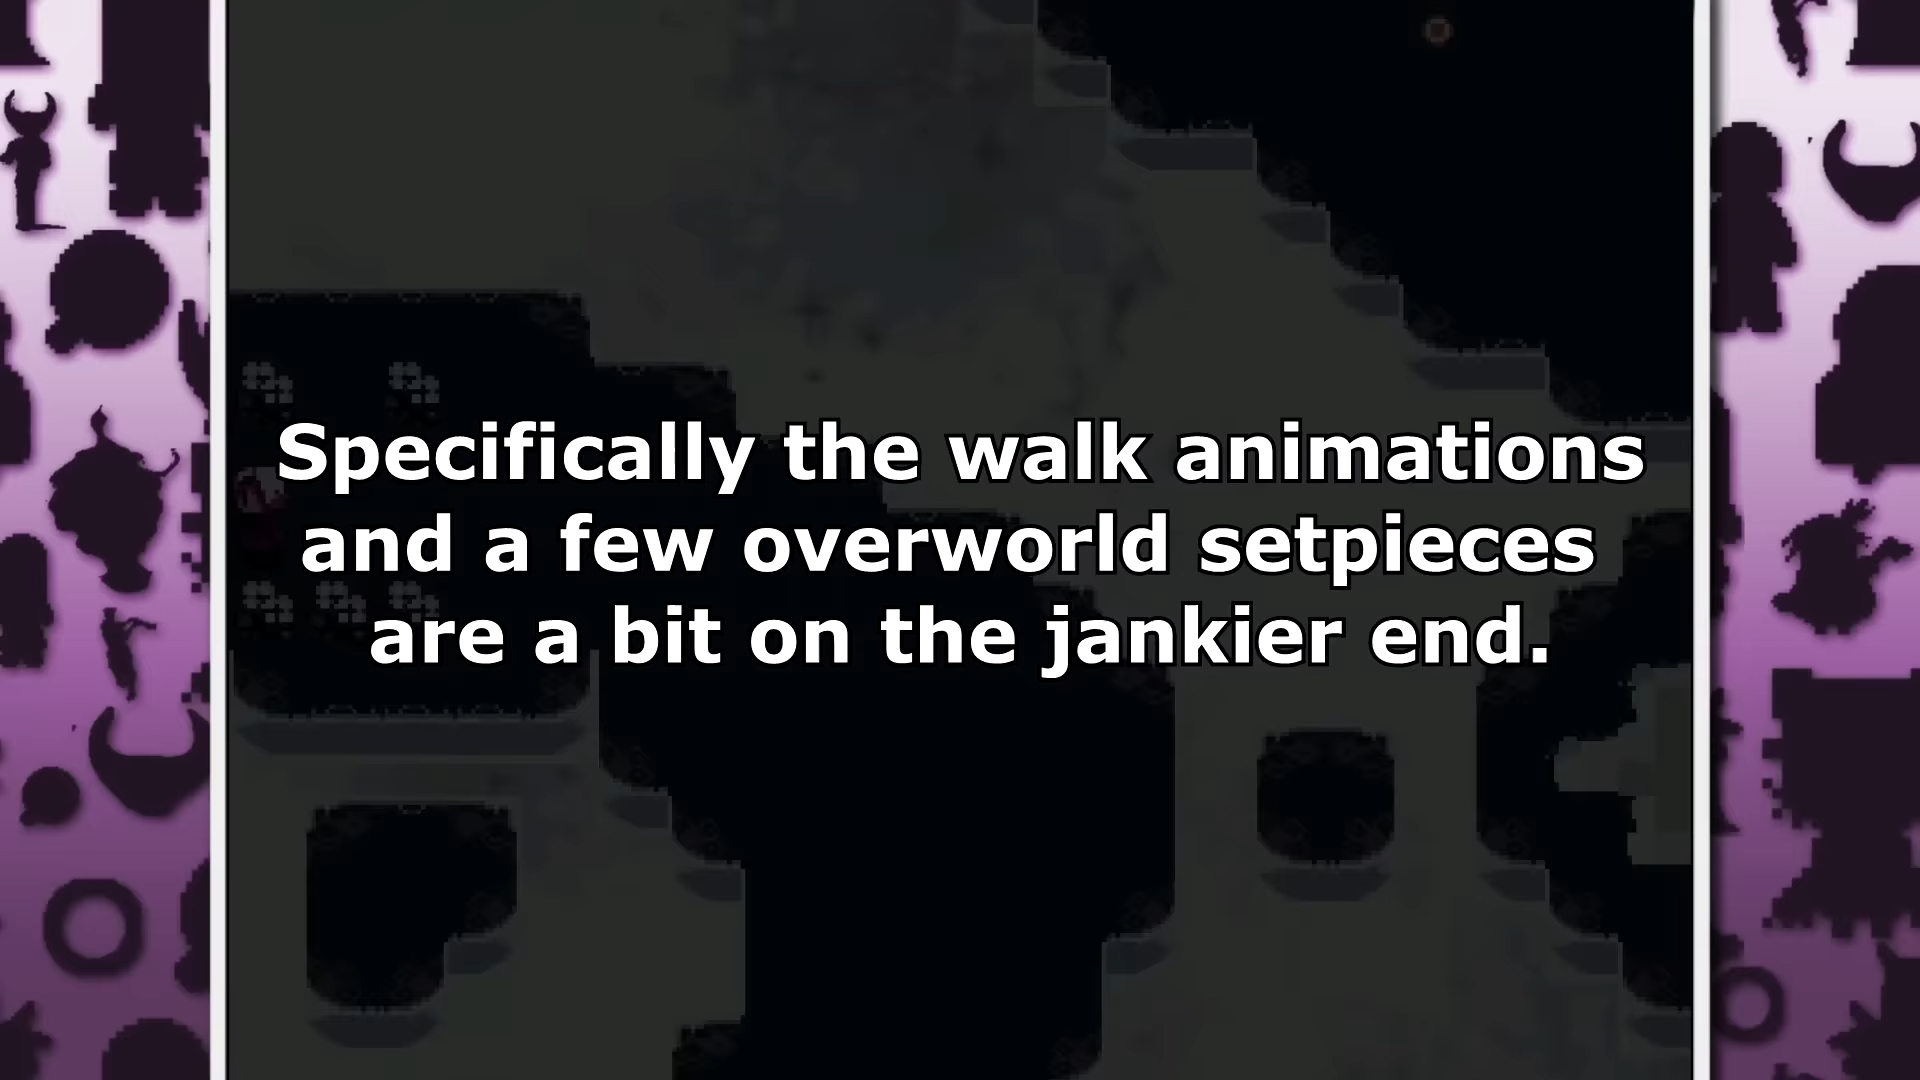 Specifically the walk animations
and a few overworld setpieces
are a bit on the jankier end.